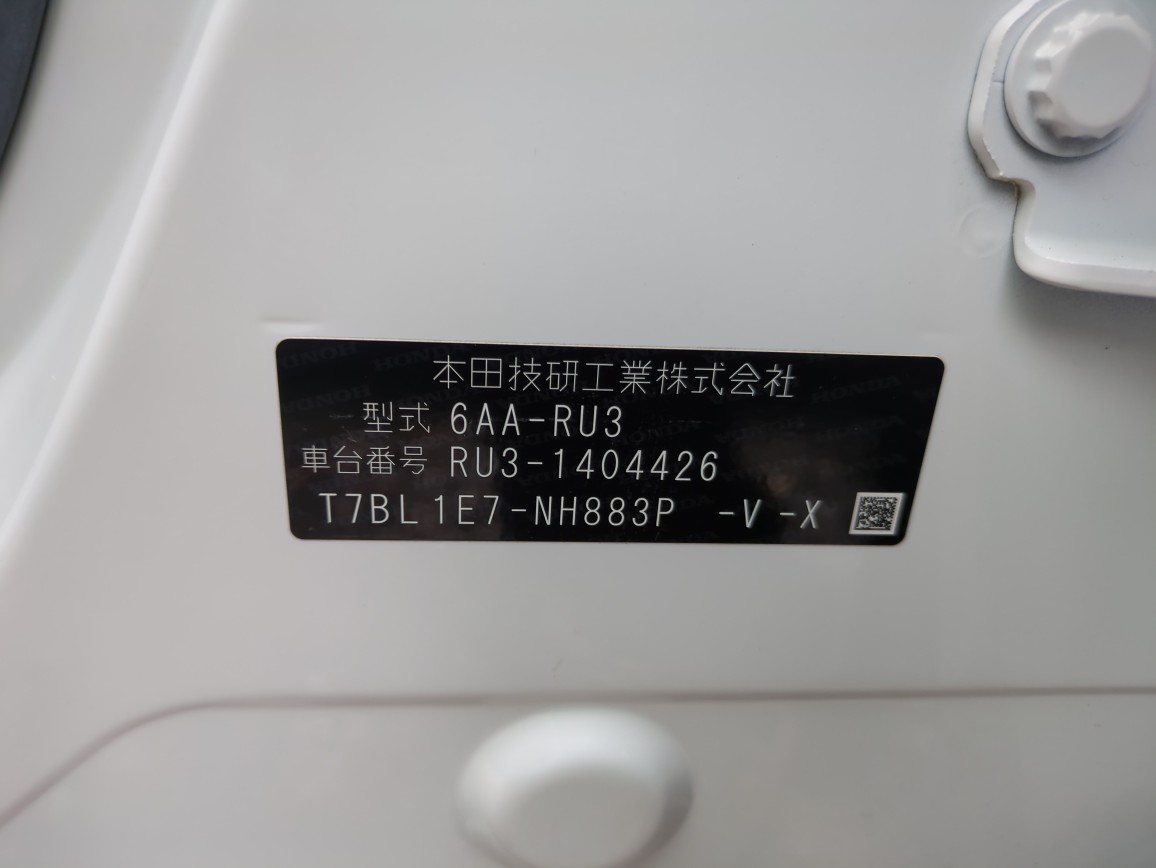 本田技研工業株式会社
型式 6AA-RU3
車台番号 RU3-1404426
T7BL1E7-NH883P -V -X